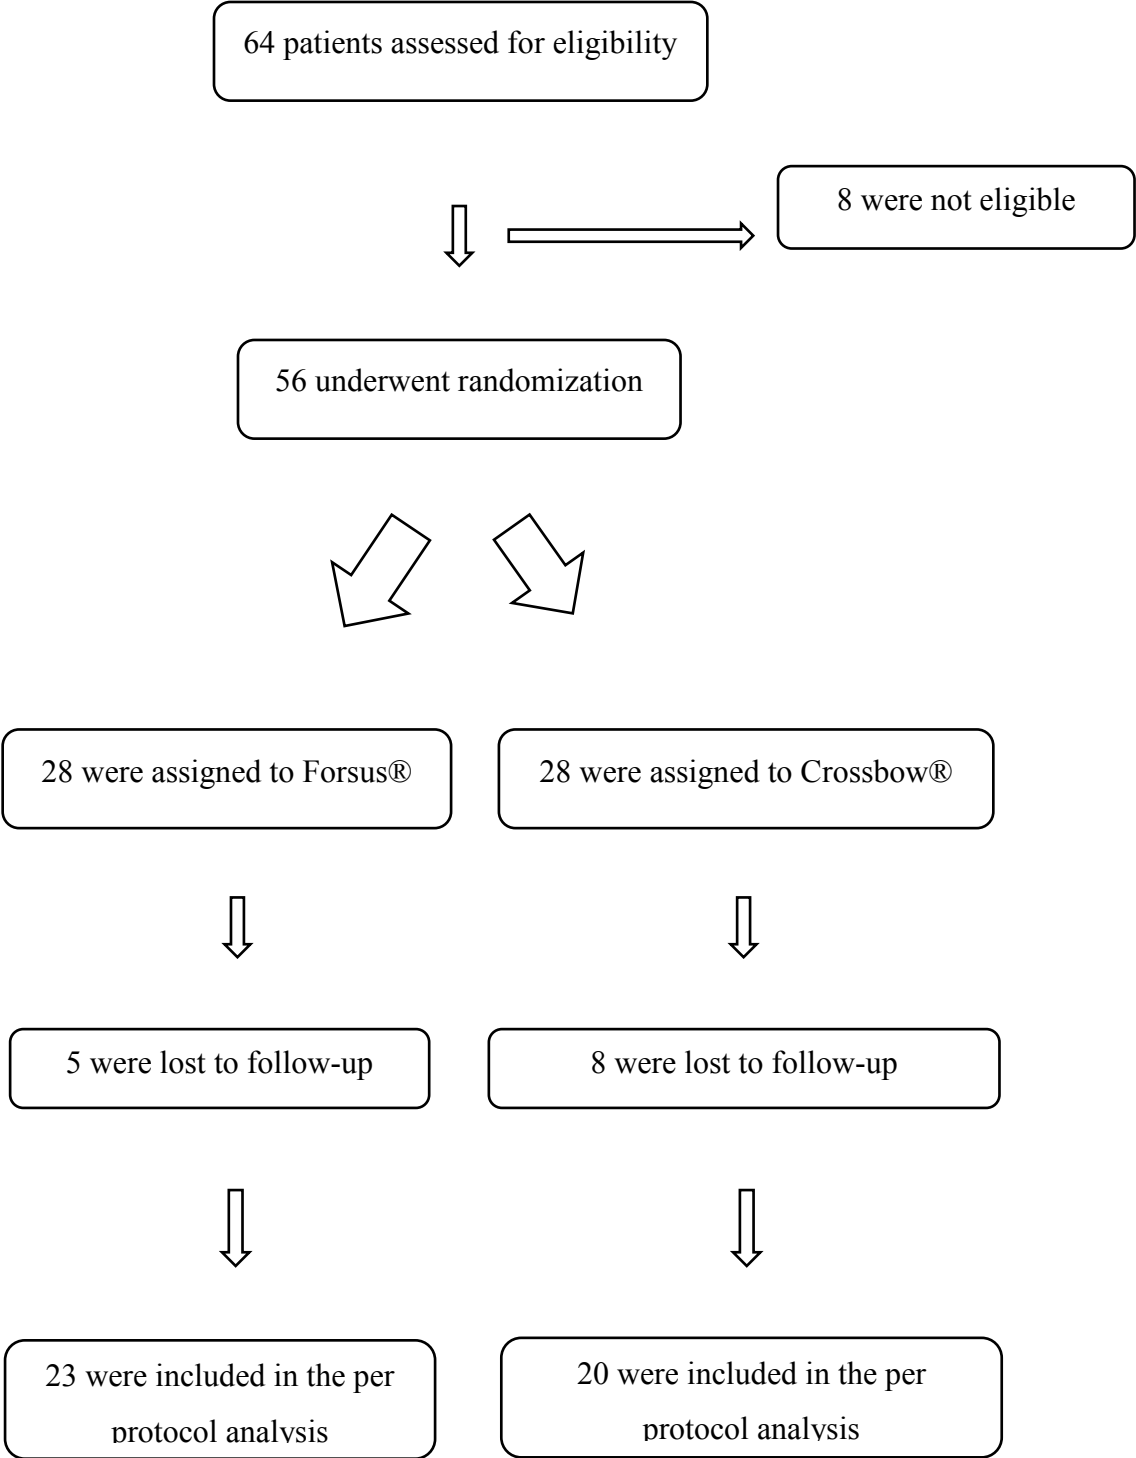 64 patients assessed for eligibility
8 were not eligible
56 underwent randomization
28 were assigned to Forsus®
28 were assigned to Crossbow®
5 were lost to follow-up
8 were lost to follow-up
23 were included in the per
protocol analysis
20 were included in the per
protocol analysis